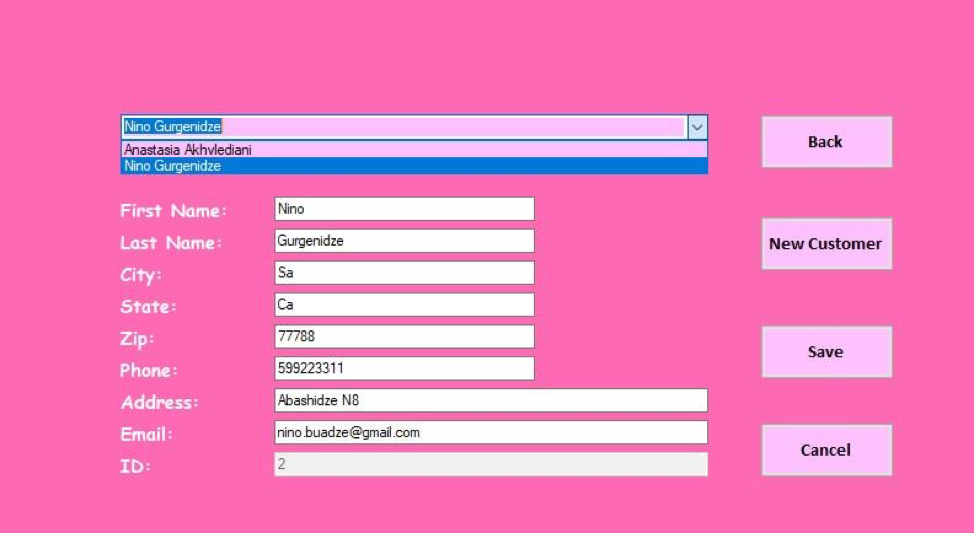 Nino Gurgenidze
Anastasia Akhvlediani
Nino Gurgenidze
Back
First Name: Nino
Last Name: Gurgenidze
New Customer
City: Sa
State: Ca
Zip: 77788
Save
Phone: 599223311
Address: Abashidze N8
Email: nino.buadze@gmail.com
Cancel
ID: 2